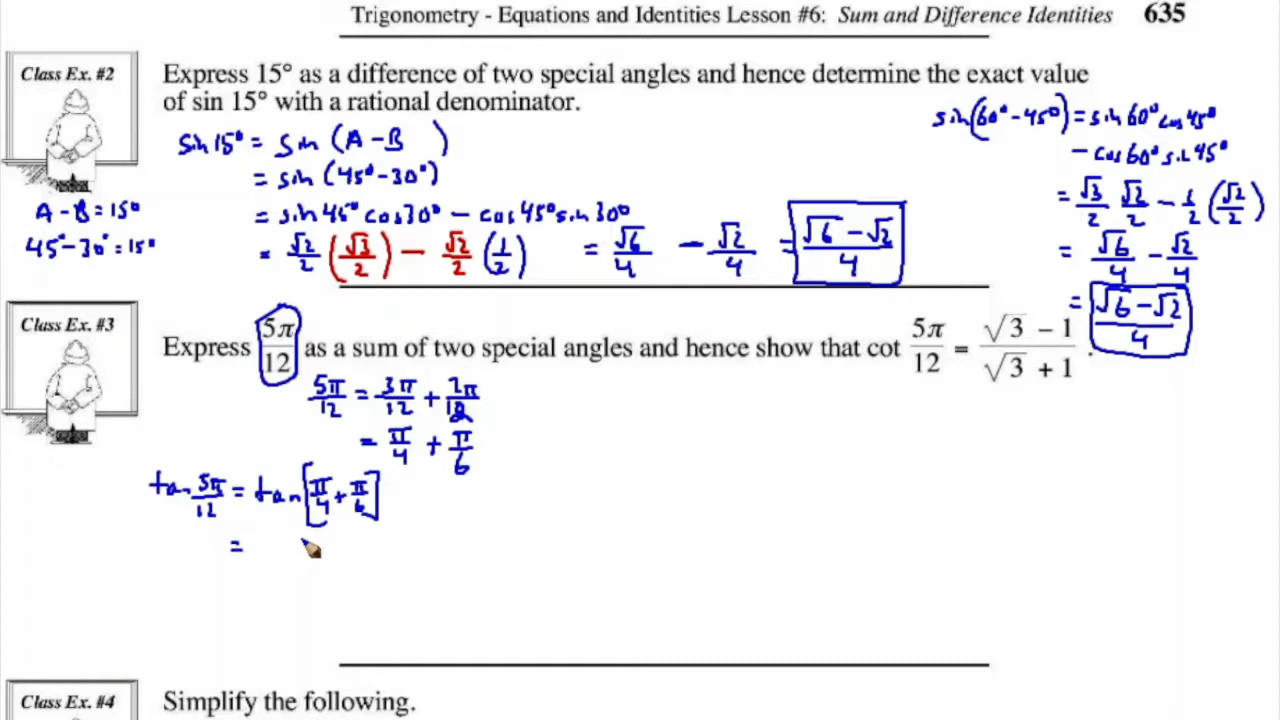 Trigonometry - Equations and Identities Lesson #6: Sum and Difference Identities 635
Class Ex. #2
Express 15° as a difference of two special angles and hence determine the exact value
of sin 15° with a rational denominator.
sin 15° = sin (A - B )
= sin (45° - 30°)
= sin 45° cos 30° - cos 45° sin 30°
= √2/2 (√3/2) - √2/2 (1/2) = √6/4 - √2/4 = (√6 - √2)/4
A - B = 15°
45° - 30° = 15°
sin(60° - 45°) = sin 60° cos 45°
- cos 60° sin 45°
= √3/2 √2/2 - 1/2 (√2/2)
= √6/4 - √2/4
= (√6 - √2)/4
Class Ex. #3
Express 5π/12 as a sum of two special angles and hence show that cot 5π/12 = (√3 - 1)/(√3 + 1) .
5π/12 = 3π/12 + 2π/12
= π/4 + π/6
tan 5π/12 = tan [π/4 + π/6]
=
Class Ex. #4
Simplify the following.